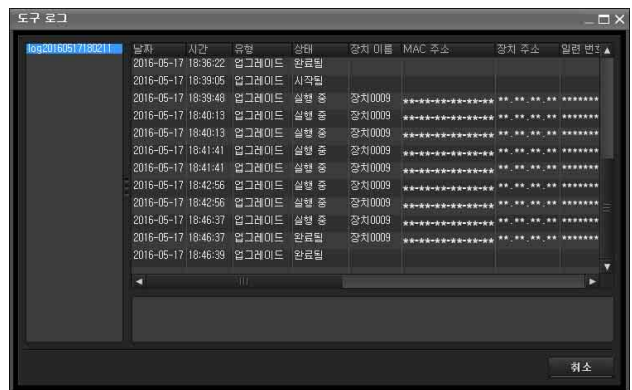 도구 로그
log20160517180211
날짜 시간 유형 상태 장치 이름 MAC 주소 장치 주소 일련 번호
2016-05-17 18:36:22 업그레이드 완료됨
2016-05-17 18:39:05 업그레이드 시작됨
2016-05-17 18:39:48 업그레이드 실행 중 장치0009 **-**-**-**-**-** **.**.**.** *******
2016-05-17 18:40:13 업그레이드 실행 중 장치0009 **-**-**-**-**-** **.**.**.** *******
2016-05-17 18:40:13 업그레이드 실행 중 장치0009 **-**-**-**-**-** **.**.**.** *******
2016-05-17 18:41:41 업그레이드 실행 중 장치0009 **-**-**-**-**-** **.**.**.** *******
2016-05-17 18:41:41 업그레이드 실행 중 장치0009 **-**-**-**-**-** **.**.**.** *******
2016-05-17 18:42:56 업그레이드 실행 중 장치0009 **-**-**-**-**-** **.**.**.** *******
2016-05-17 18:42:56 업그레이드 실행 중 장치0009 **-**-**-**-**-** **.**.**.** *******
2016-05-17 18:46:37 업그레이드 실행 중 장치0009 **-**-**-**-**-** **.**.**.** *******
2016-05-17 18:46:37 업그레이드 완료됨 장치0009 **-**-**-**-**-** **.**.**.** *******
2016-05-17 18:46:39 업그레이드 완료됨
취소